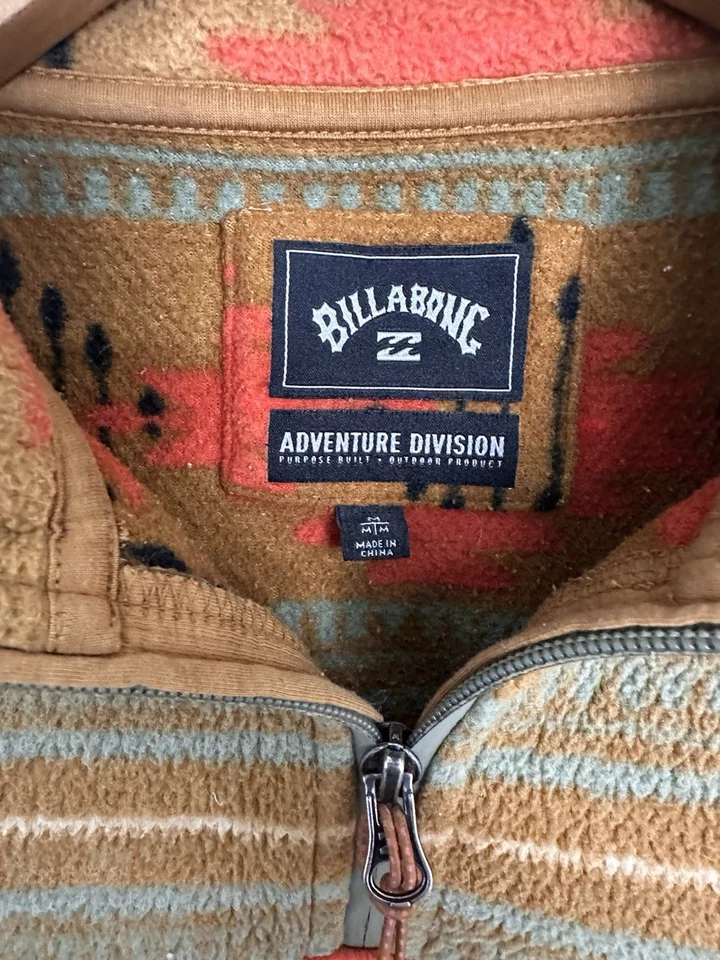 BILLABONG
ADVENTURE DIVISION
PURPOSE BUILT • OUTDOOR PRODUCT
M
M M
MADE IN
CHINA